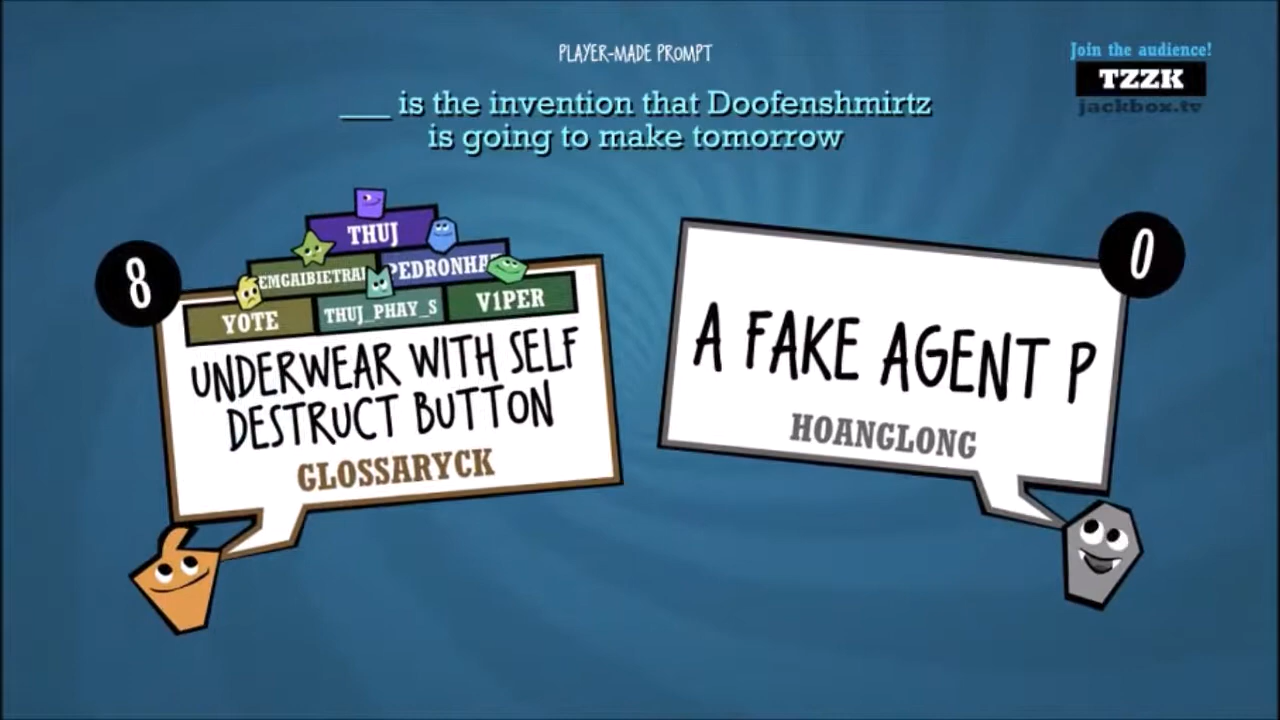 PLAYER-MADE PROMPT
Join the audience!
TZZK
jackbox.tv
___ is the invention that Doofenshmirtz
is going to make tomorrow
8
THUJ
EMGAIBIETRAI
PEDRONHA
YOTE
THUJ_PHAY_S
V1PER
UNDERWEAR WITH SELF
DESTRUCT BUTTON
GLOSSARYCK
0
A FAKE AGENT P
HOANGLONG